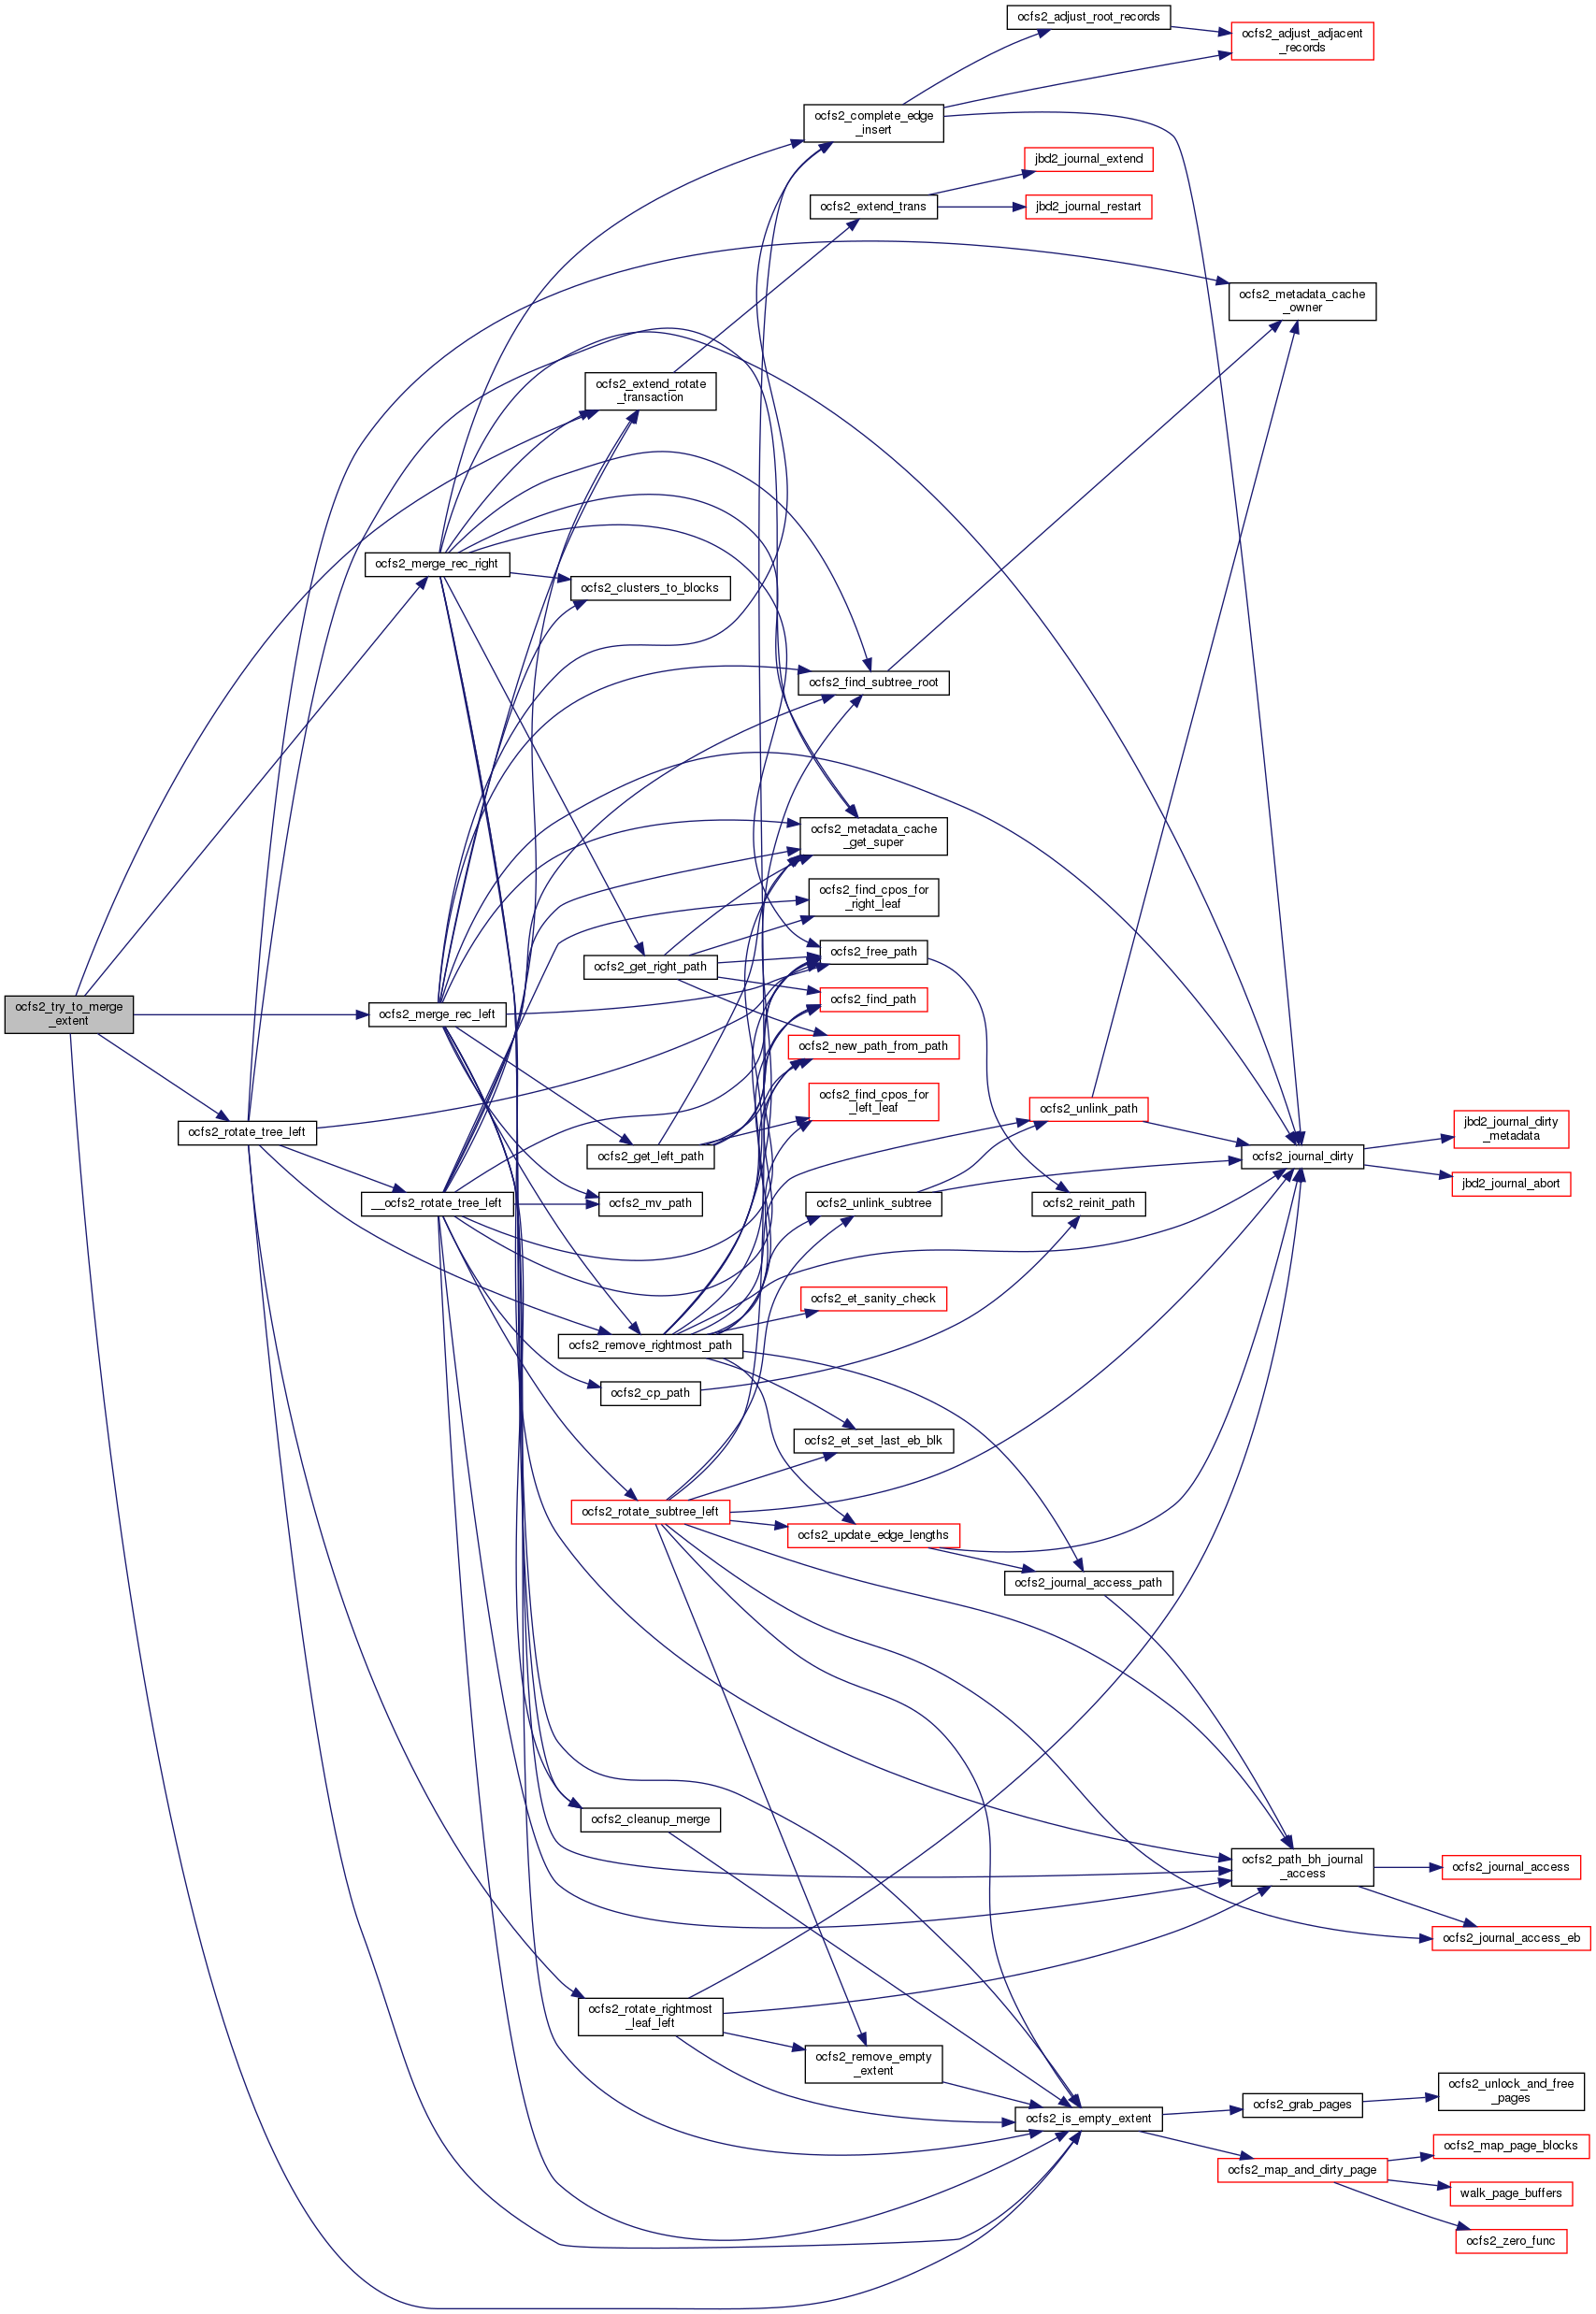 ocfs2_adjust_root_records
ocfs2_adjust_adjacent
_records
ocfs2_complete_edge
_insert
jbd2_journal_extend
ocfs2_extend_trans
jbd2_journal_restart
ocfs2_metadata_cache
_owner
ocfs2_extend_rotate
_transaction
ocfs2_merge_rec_right
ocfs2_clusters_to_blocks
ocfs2_find_subtree_root
ocfs2_metadata_cache
_get_super
ocfs2_find_cpos_for
_right_leaf
ocfs2_free_path
ocfs2_get_right_path
ocfs2_find_path
ocfs2_try_to_merge
_extent
ocfs2_merge_rec_left
ocfs2_new_path_from_path
ocfs2_find_cpos_for
_left_leaf
ocfs2_unlink_path
jbd2_journal_dirty
_metadata
ocfs2_rotate_tree_left
ocfs2_get_left_path
ocfs2_journal_dirty
jbd2_journal_abort
__ocfs2_rotate_tree_left
ocfs2_mv_path
ocfs2_unlink_subtree
ocfs2_reinit_path
ocfs2_et_sanity_check
ocfs2_remove_rightmost_path
ocfs2_cp_path
ocfs2_et_set_last_eb_blk
ocfs2_rotate_subtree_left
ocfs2_update_edge_lengths
ocfs2_journal_access_path
ocfs2_cleanup_merge
ocfs2_path_bh_journal
_access
ocfs2_journal_access
ocfs2_journal_access_eb
ocfs2_rotate_rightmost
_leaf_left
ocfs2_remove_empty
_extent
ocfs2_unlock_and_free
_pages
ocfs2_grab_pages
ocfs2_is_empty_extent
ocfs2_map_page_blocks
ocfs2_map_and_dirty_page
walk_page_buffers
ocfs2_zero_func